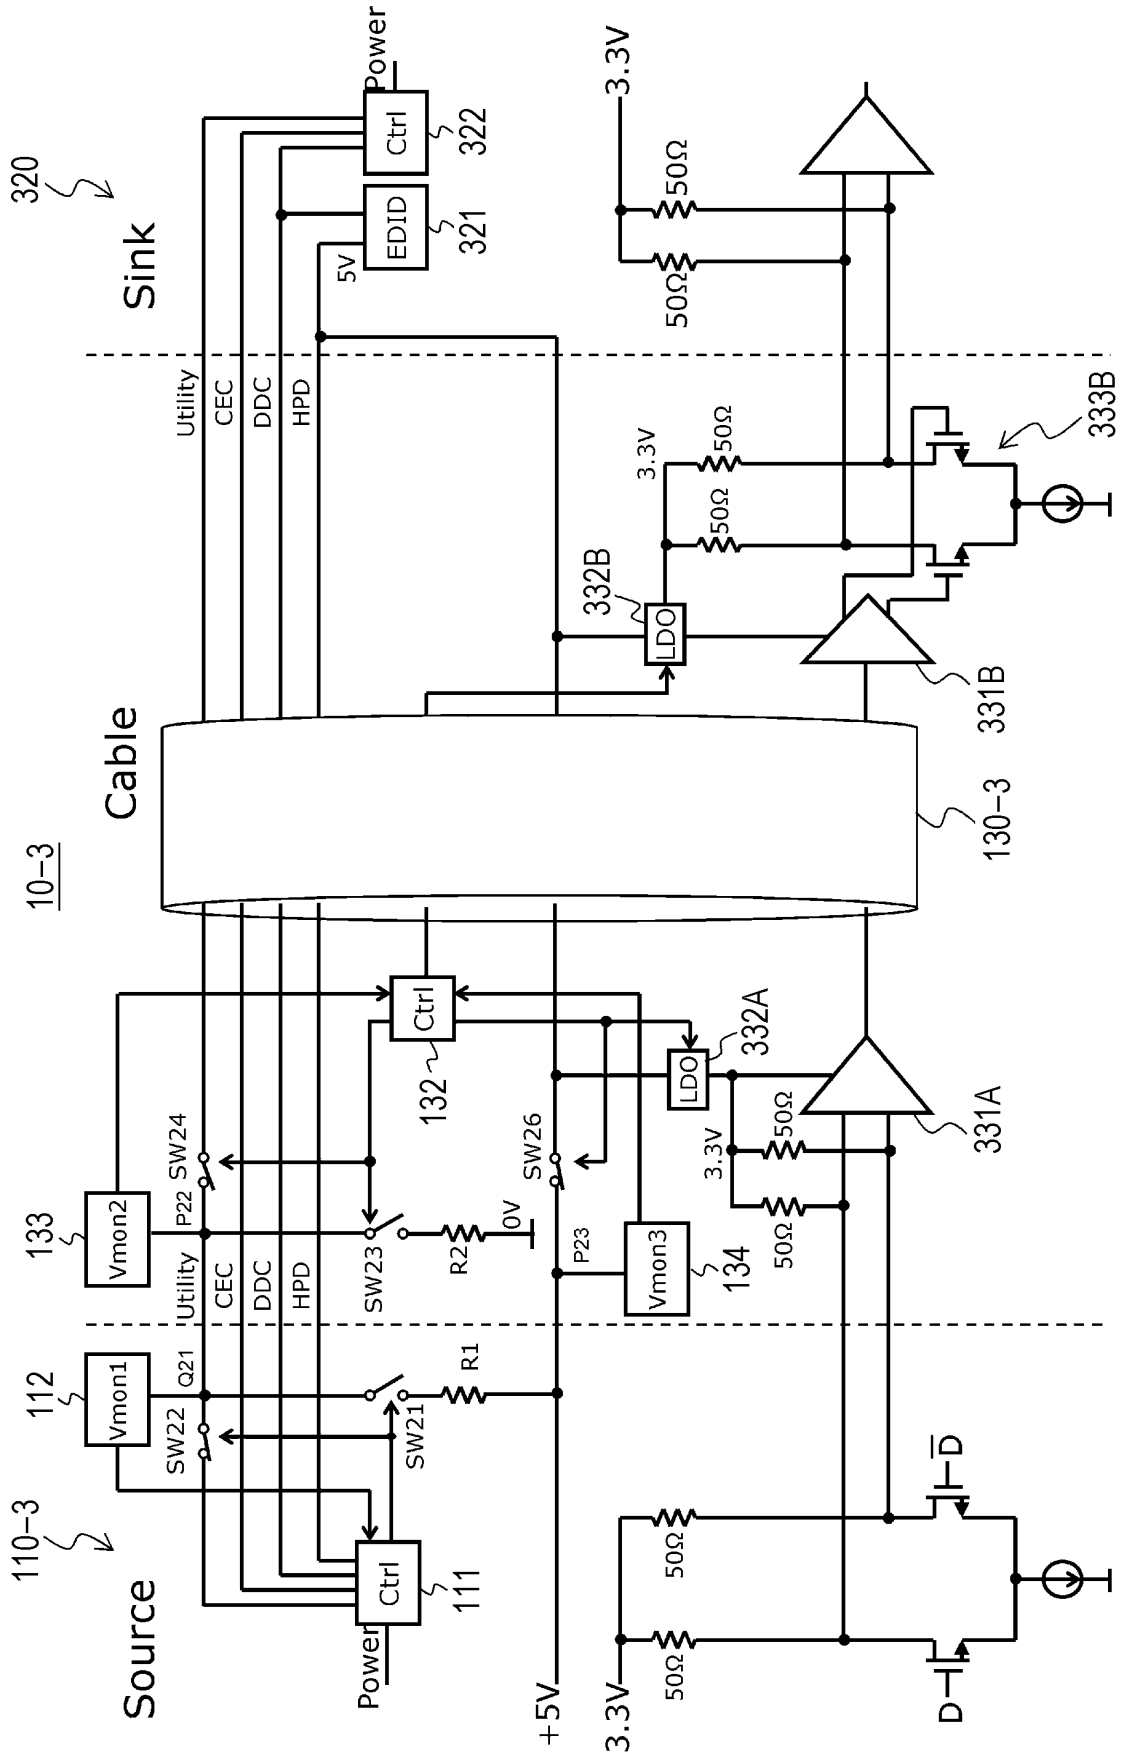 10−3
Source
Cable
Sink
110−3
112
133
320
Vmon1
Vmon2
SW22
Q21
P22
SW24
Utility
CEC
DDC
HPD
Utility
CEC
DDC
HPD
Power
Ctrl
111
SW21
R1
SW23
R2
0V
Ctrl
132
5V
EDID
321
Ctrl
322
Power
+5V
P23
SW26
Vmon3
134
LDO
332A
LDO
332B
3.3V
50Ω
50Ω
3.3V
50Ω
50Ω
3.3V
50Ω
50Ω
3.3V
50Ω
50Ω
D
D̅
331A
130−3
331B
333B